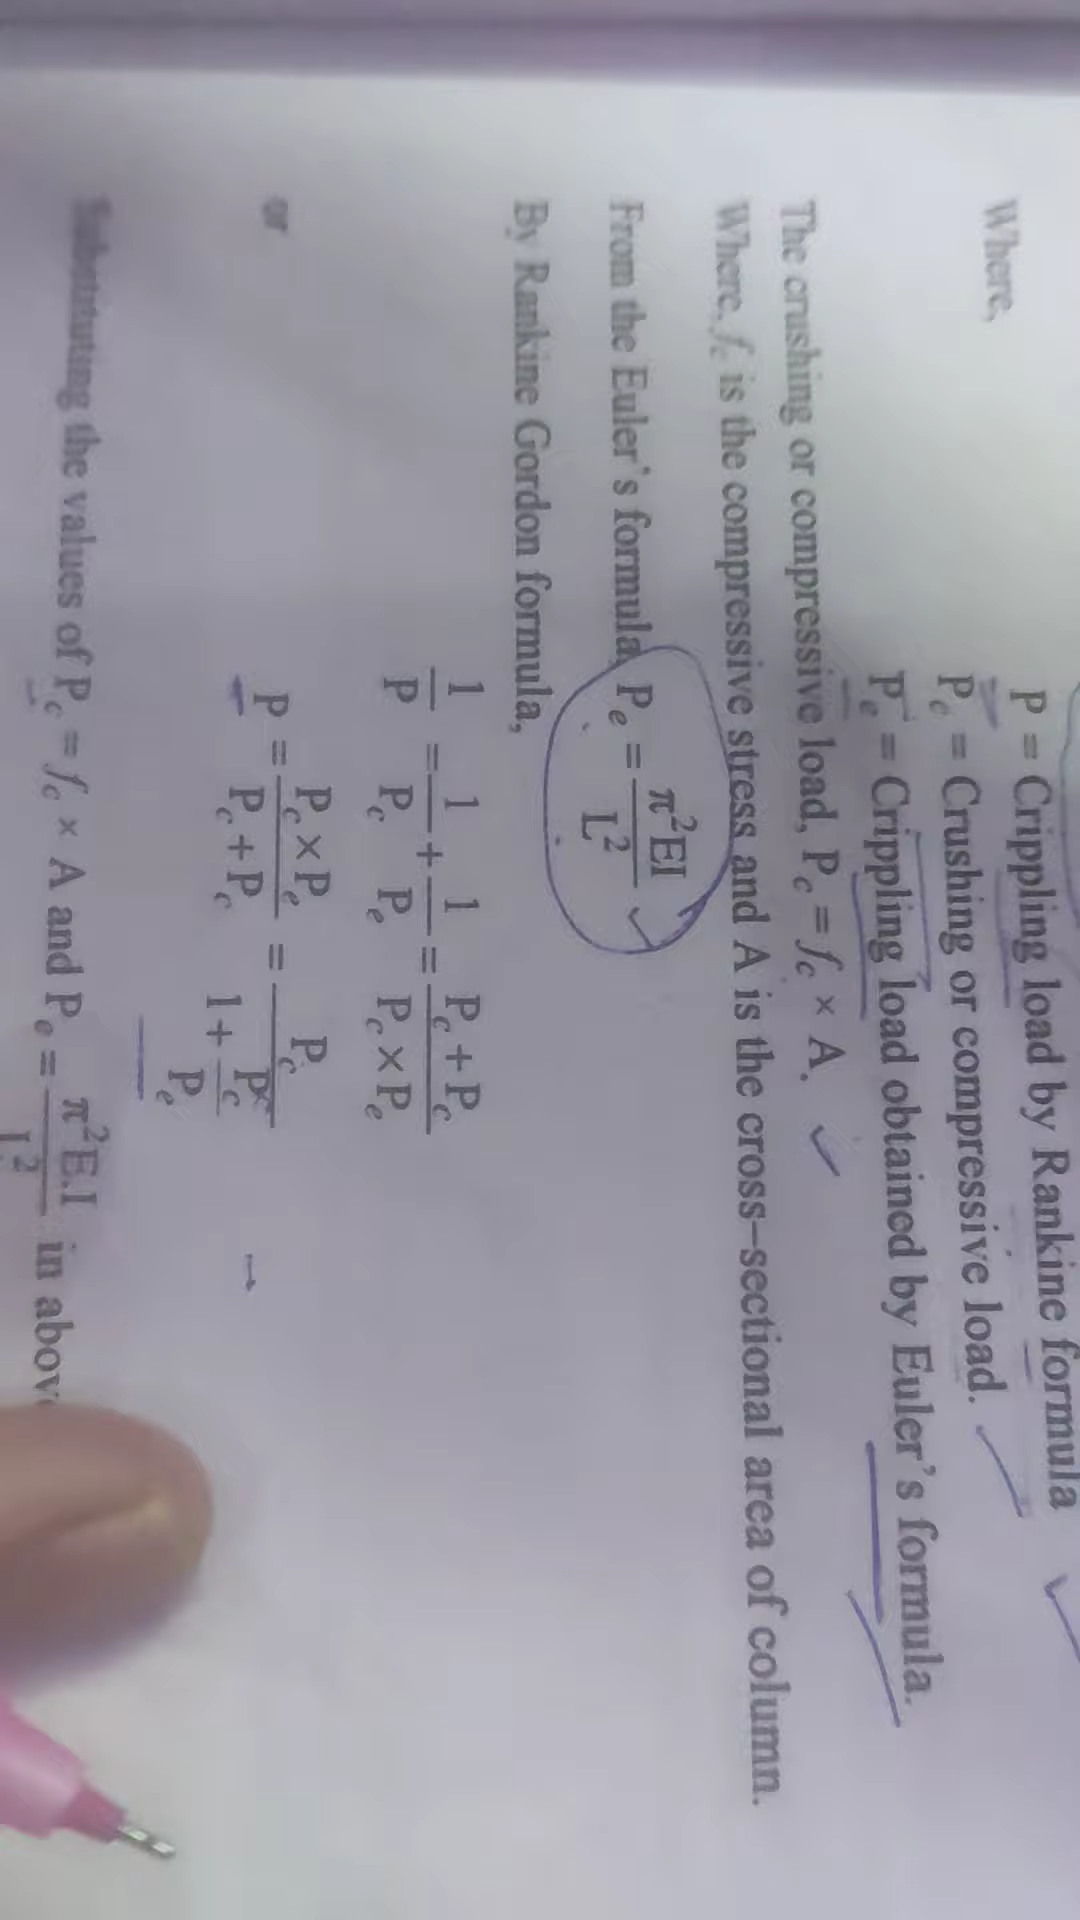 Where,
P = Crippling load by Rankine formula
P_c = Crushing or compressive load.
P_e = Crippling load obtained by Euler's formula.
The crushing or compressive load, P_c = f_c × A.
Where, f_c is the compressive stress and A is the cross-sectional area of column.
From the Euler's formula, P_e = π²EI / L²
By Rankine Gordon formula,
1/P = 1/P_c + 1/P_e = (P_c + P_c) / (P_c × P_e)
or
P = (P_c × P_e) / (P_c + P_c) = P_c / (1 + P_c/P_e)
Substituting the values of P_c = f_c × A and P_e = π²E.I / L² in